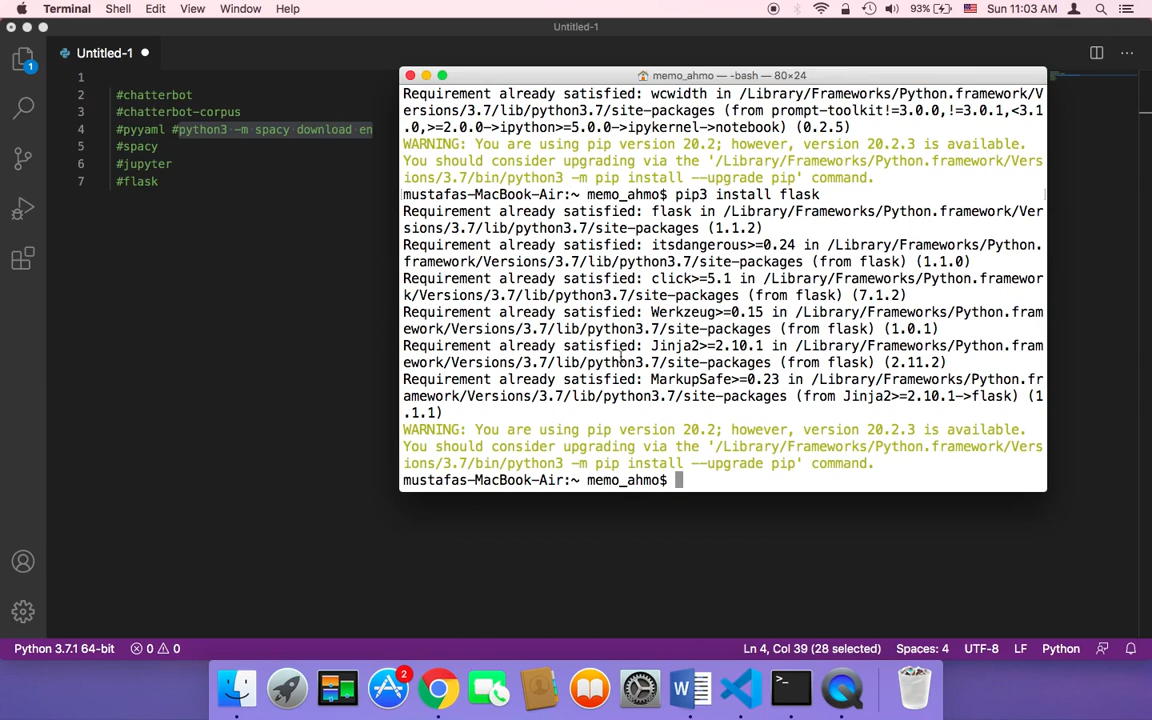 Terminal Shell Edit View Window Help 93% Sun 11:03 AM
Untitled-1
Untitled-1
1
2 #chatterbot
3 #chatterbot-corpus
4 #pyyaml #python3 -m spacy download en
5 #spacy
6 #jupyter
7 #flask
1
memo_ahmo — -bash — 80×24
Requirement already satisfied: wcwidth in /Library/Frameworks/Python.framework/V
ersions/3.7/lib/python3.7/site-packages (from prompt-toolkit!=3.0.0,!=3.0.1,<3.1
.0,>=2.0.0->ipython>=5.0.0->ipykernel->notebook) (0.2.5)
WARNING: You are using pip version 20.2; however, version 20.2.3 is available.
You should consider upgrading via the '/Library/Frameworks/Python.framework/Vers
ions/3.7/bin/python3 -m pip install --upgrade pip' command.
mustafas-MacBook-Air:~ memo_ahmo$ pip3 install flask
Requirement already satisfied: flask in /Library/Frameworks/Python.framework/Ver
sions/3.7/lib/python3.7/site-packages (1.1.2)
Requirement already satisfied: itsdangerous>=0.24 in /Library/Frameworks/Python.
framework/Versions/3.7/lib/python3.7/site-packages (from flask) (1.1.0)
Requirement already satisfied: click>=5.1 in /Library/Frameworks/Python.framewor
k/Versions/3.7/lib/python3.7/site-packages (from flask) (7.1.2)
Requirement already satisfied: Werkzeug>=0.15 in /Library/Frameworks/Python.fram
ework/Versions/3.7/lib/python3.7/site-packages (from flask) (1.0.1)
Requirement already satisfied: Jinja2>=2.10.1 in /Library/Frameworks/Python.fram
ework/Versions/3.7/lib/python3.7/site-packages (from flask) (2.11.2)
Requirement already satisfied: MarkupSafe>=0.23 in /Library/Frameworks/Python.fr
amework/Versions/3.7/lib/python3.7/site-packages (from Jinja2>=2.10.1->flask) (1
.1.1)
WARNING: You are using pip version 20.2; however, version 20.2.3 is available.
You should consider upgrading via the '/Library/Frameworks/Python.framework/Vers
ions/3.7/bin/python3 -m pip install --upgrade pip' command.
mustafas-MacBook-Air:~ memo_ahmo$
Python 3.7.1 64-bit 0 0 Ln 4, Col 39 (28 selected) Spaces: 4 UTF-8 LF Python
2